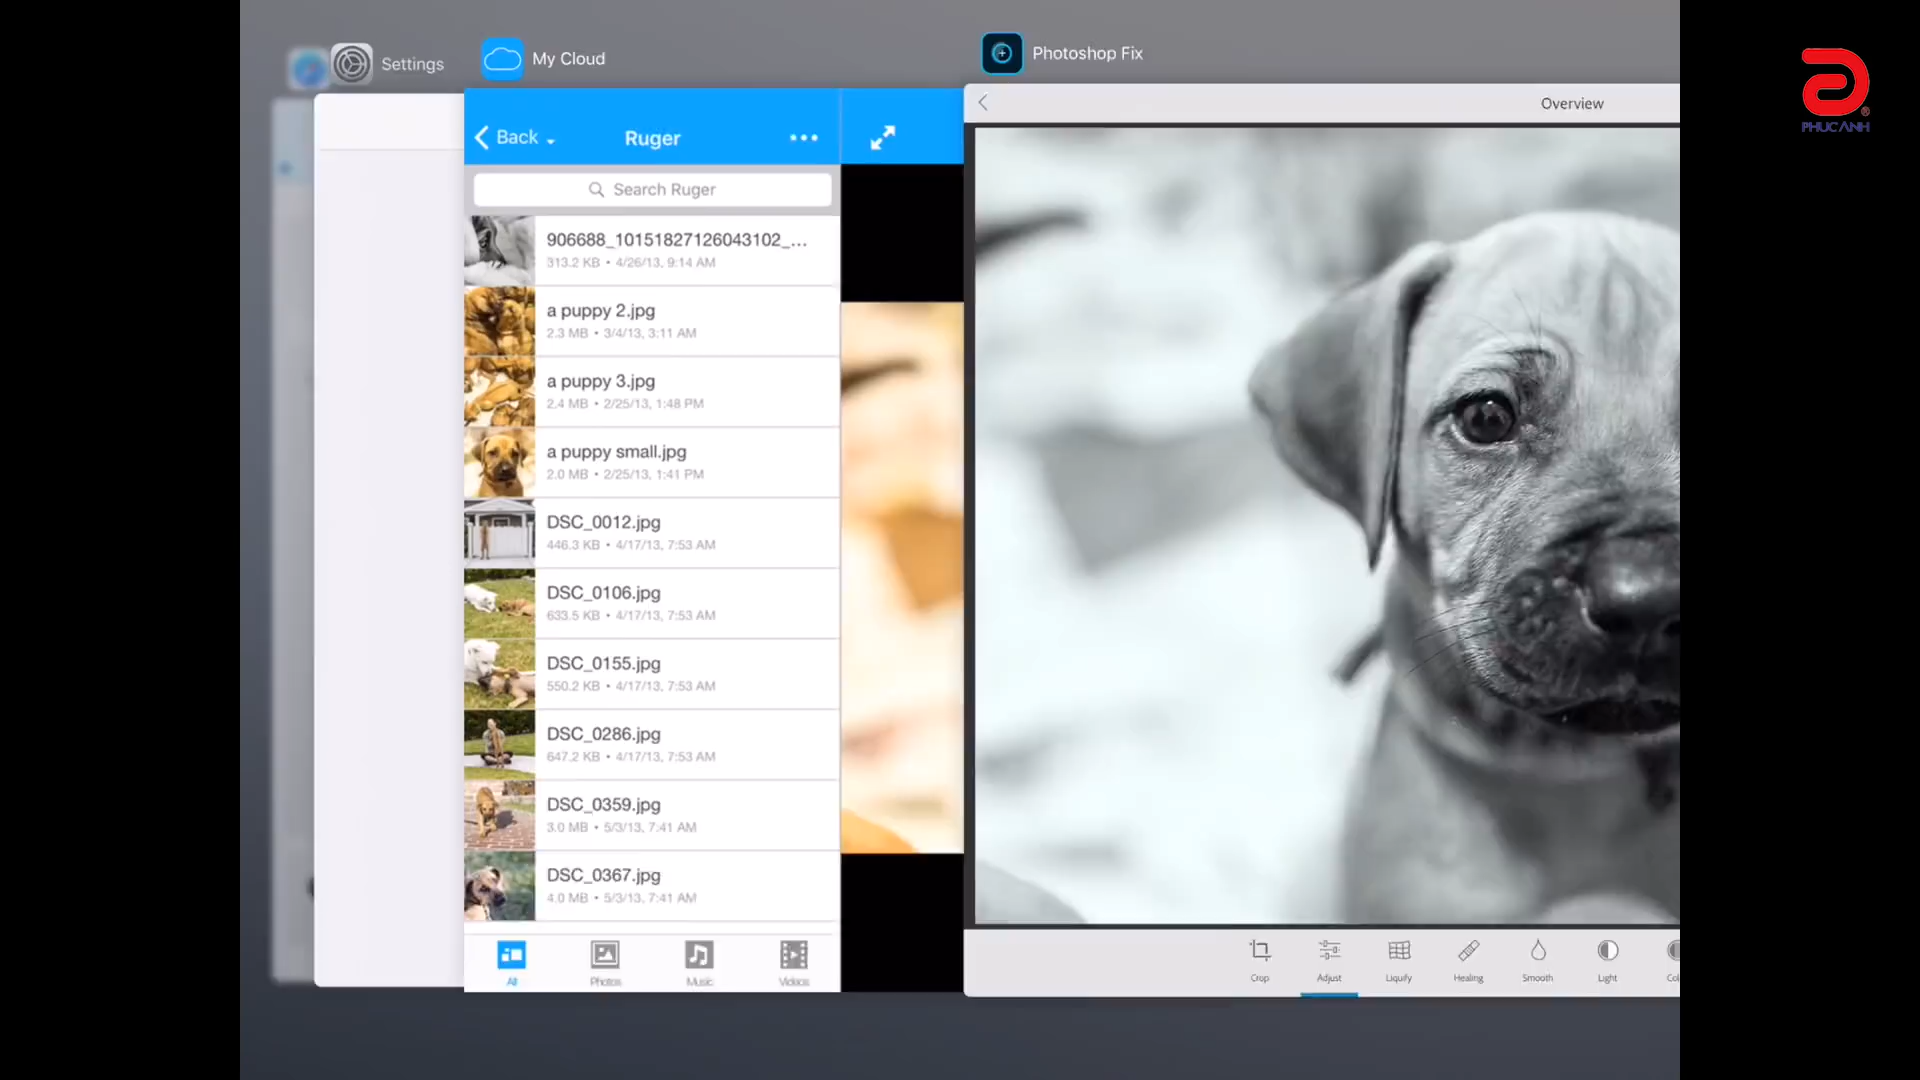 Settings
My Cloud
Photoshop Fix
PHUCANH
®
Back
Ruger
Overview
Search Ruger
906688_10151827126043102_...
313.2 KB • 4/26/13, 9:14 AM
a puppy 2.jpg
2.3 MB • 3/4/13, 3:11 AM
a puppy 3.jpg
2.4 MB • 2/25/13, 1:48 PM
a puppy small.jpg
2.0 MB • 2/25/13, 1:41 PM
DSC_0012.jpg
446.3 KB • 4/17/13, 7:53 AM
DSC_0106.jpg
633.5 KB • 4/17/13, 7:53 AM
DSC_0155.jpg
550.2 KB • 4/17/13, 7:53 AM
DSC_0286.jpg
647.2 KB • 4/17/13, 7:53 AM
DSC_0359.jpg
3.0 MB • 5/3/13, 7:41 AM
DSC_0367.jpg
4.0 MB • 5/3/13, 7:41 AM
All Photos Music Videos
Crop Adjust Liquify Healing Smooth Light Col